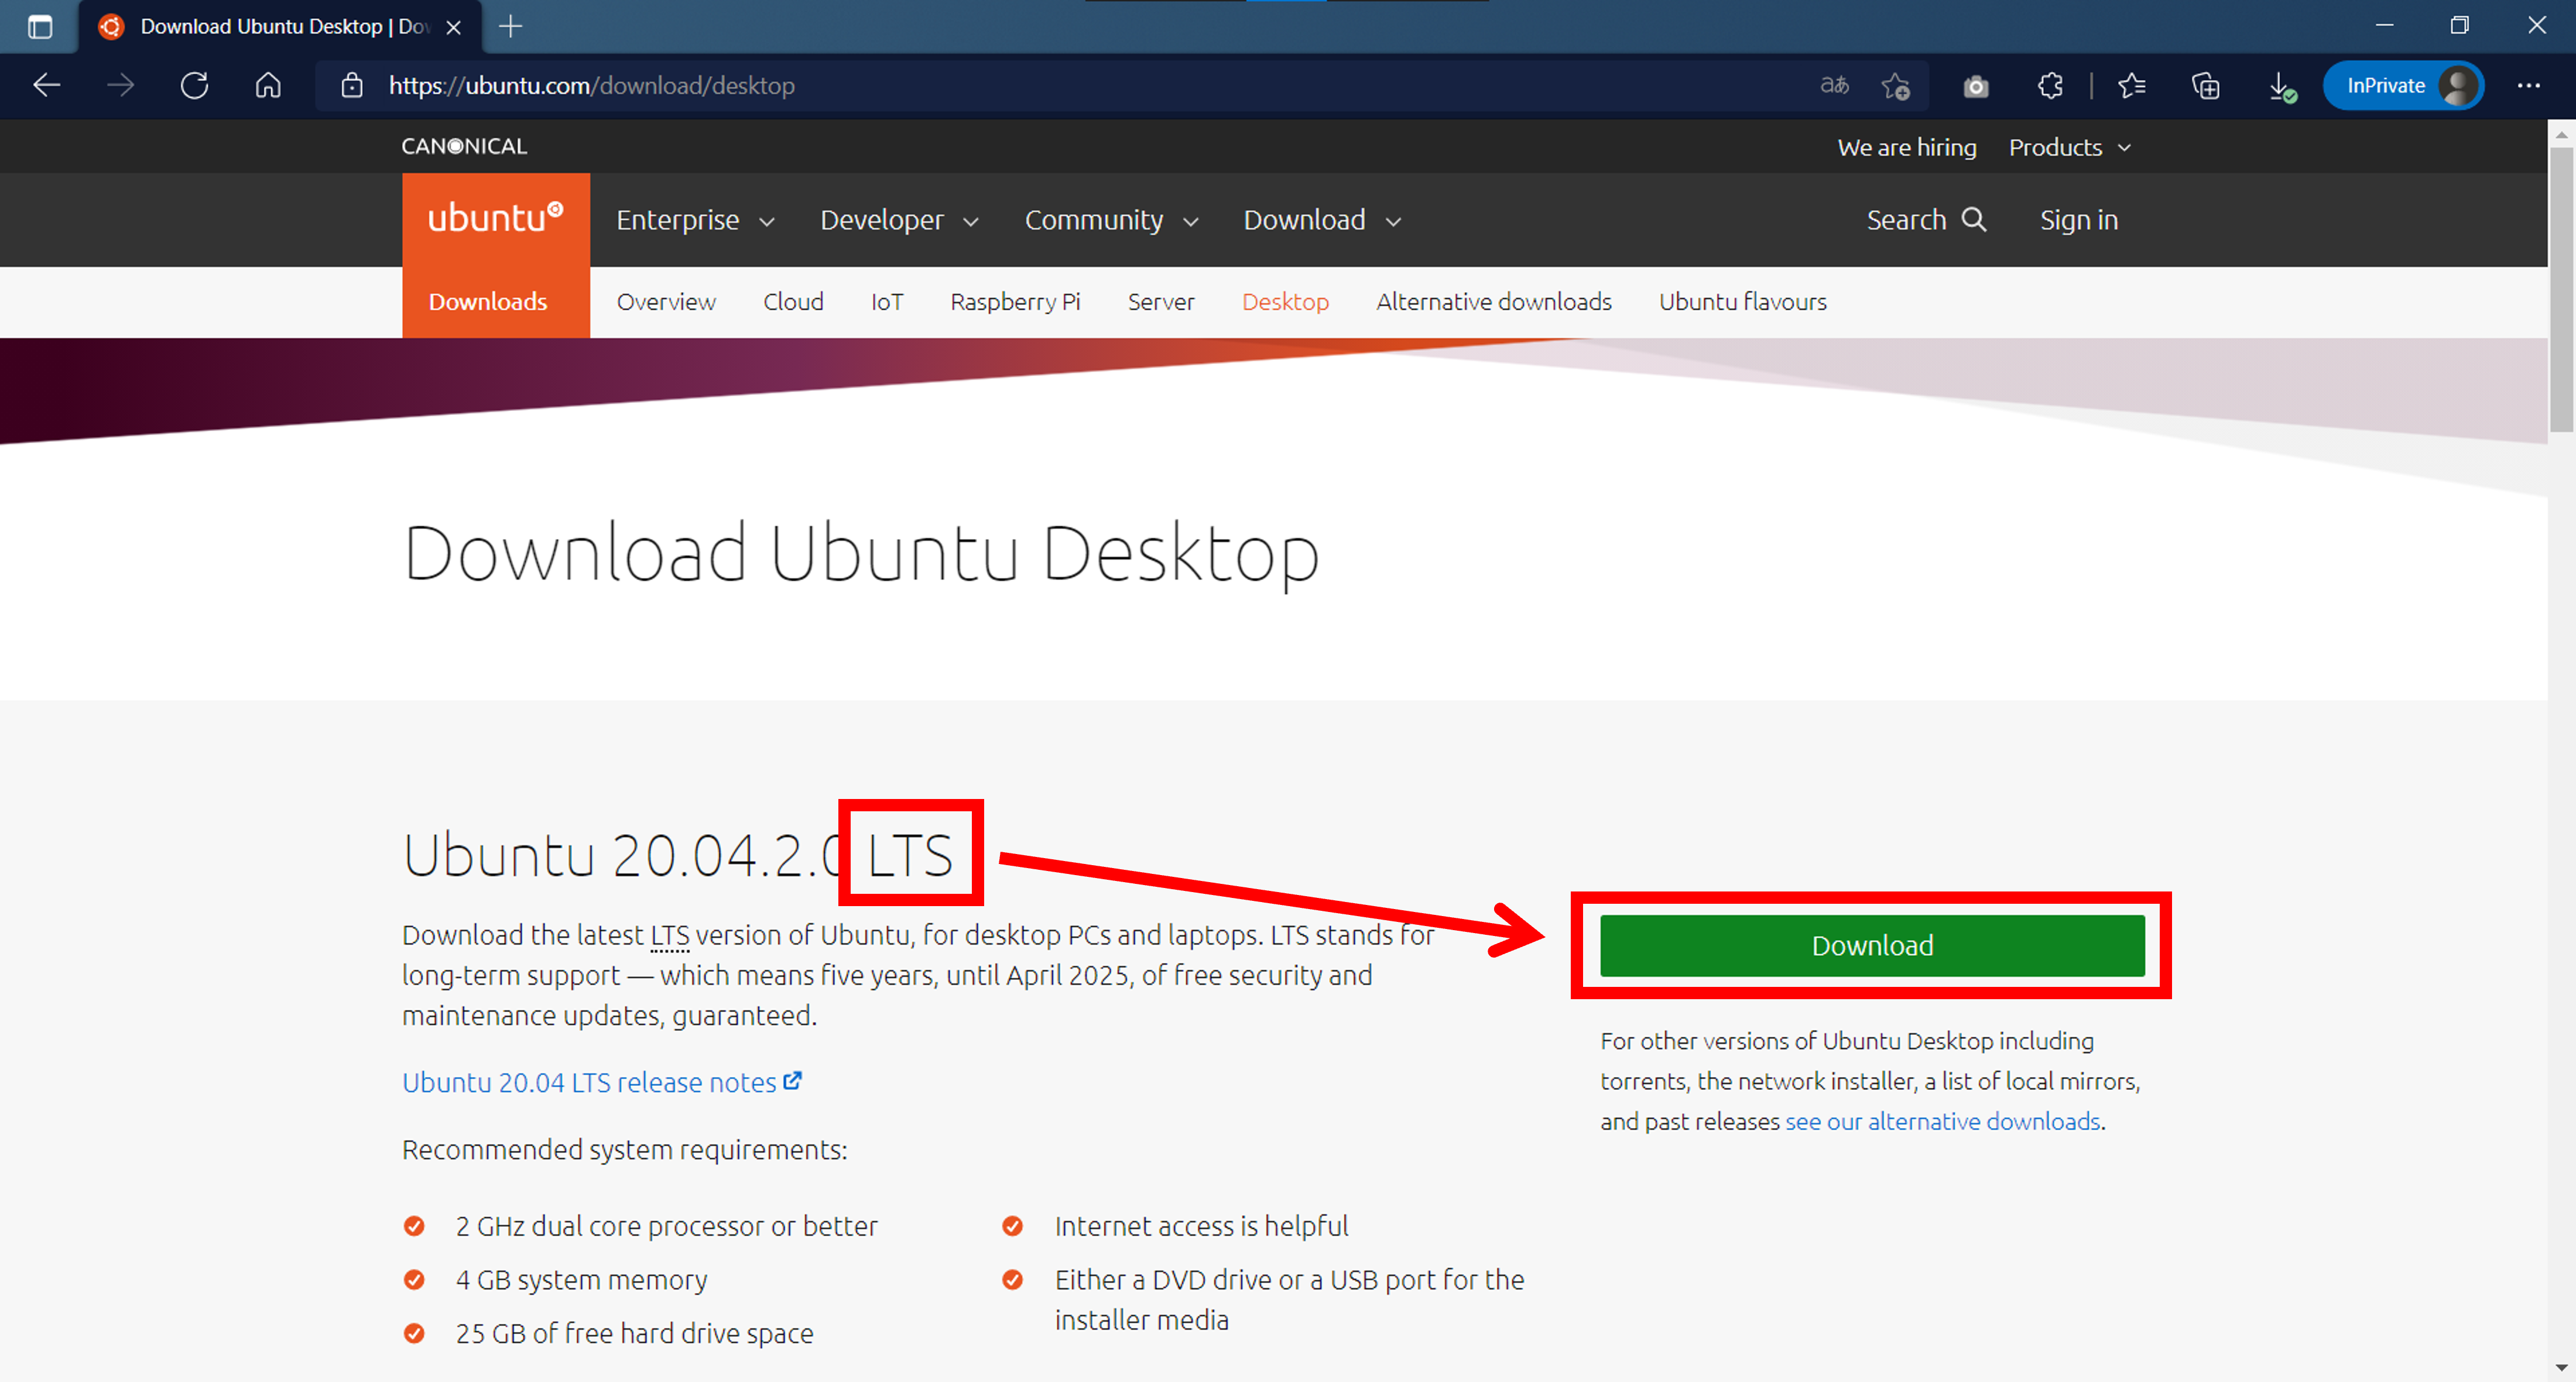 Download Ubuntu Desktop | Dow
https://ubuntu.com/download/desktop
aあ
InPrivate
CANONICAL
We are hiring
Products
ubuntu
Enterprise
Developer
Community
Download
Search
Sign in
Downloads
Overview
Cloud
IoT
Raspberry Pi
Server
Desktop
Alternative downloads
Ubuntu flavours
Download Ubuntu Desktop
Ubuntu 20.04.2.0 LTS
Download the latest LTS version of Ubuntu, for desktop PCs and laptops. LTS stands for
long-term support — which means five years, until April 2025, of free security and
maintenance updates, guaranteed.
Ubuntu 20.04 LTS release notes
Recommended system requirements:
2 GHz dual core processor or better
4 GB system memory
25 GB of free hard drive space
Internet access is helpful
Either a DVD drive or a USB port for the
installer media
Download
For other versions of Ubuntu Desktop including
torrents, the network installer, a list of local mirrors,
and past releases see our alternative downloads.